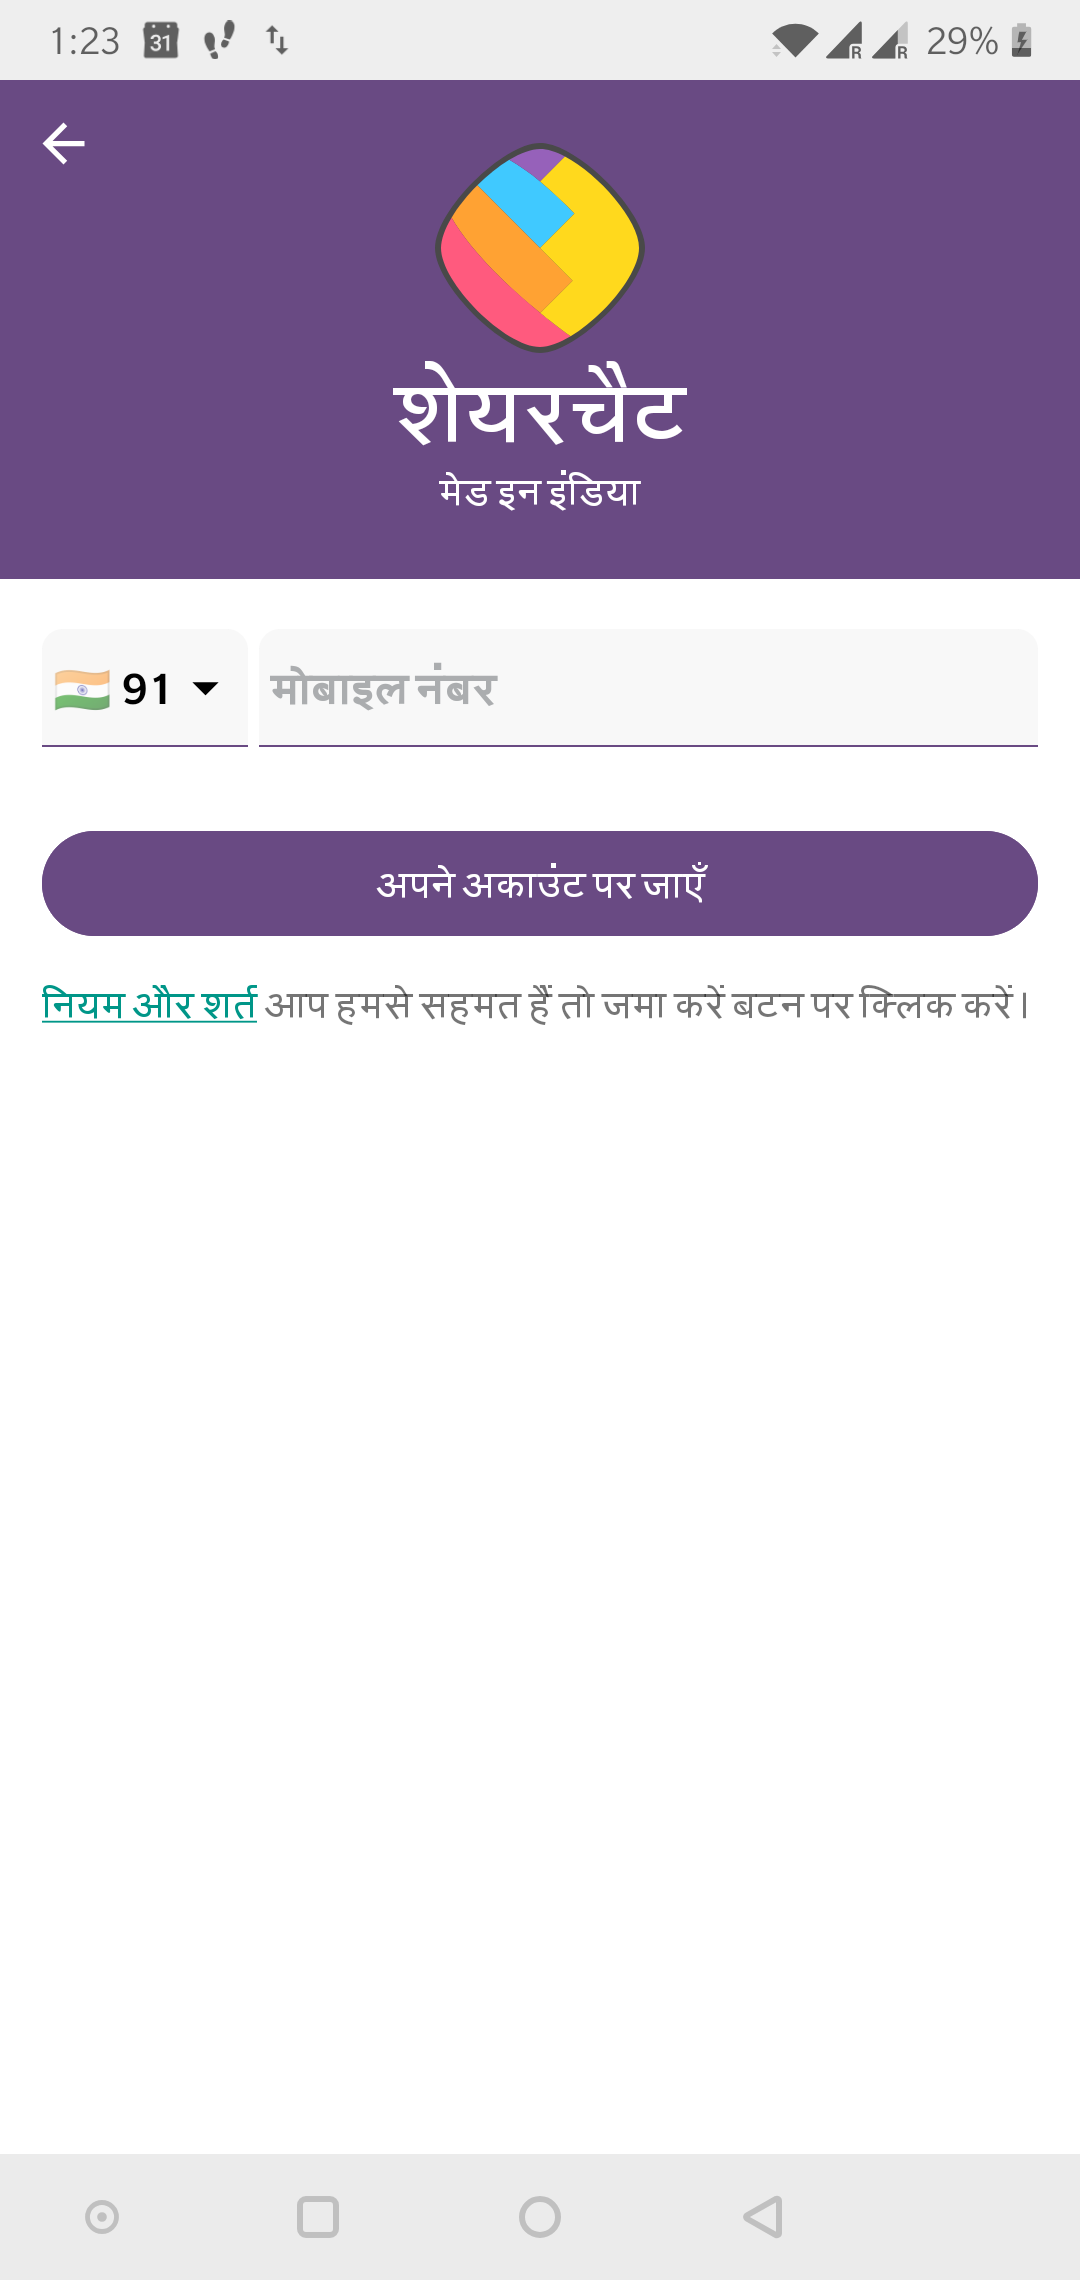 1:23 31 29%
शेयरचैट
मेड इन इंडिया
91 मोबाइल नंबर
अपने अकाउंट पर जाएँ
नियम और शर्त आप हमसे सहमत हैं तो जमा करें बटन पर क्लिक करें।